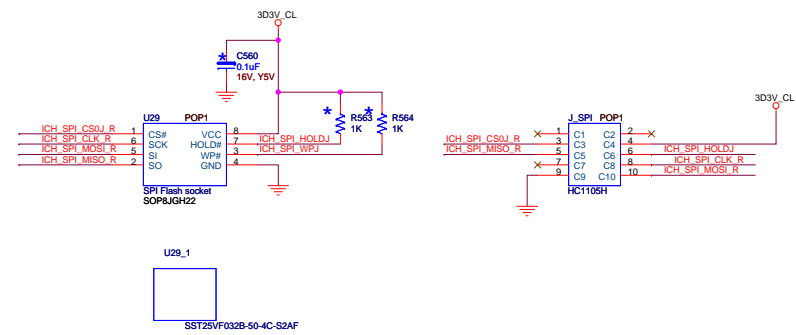 3D3V_CL
C560
0.1uF
16V, Y5V
U29 POP1
R563
1K
R564
1K
ICH_SPI_CS0J_R 1 CS# VCC 8
ICH_SPI_CLK_R 6 SCK HOLD# 7 ICH_SPI_HOLDJ
ICH_SPI_MOSI_R 5 SI WP# 3 ICH_SPI_WPJ
ICH_SPI_MISO_R 2 SO GND 4
SPI Flash socket
SOP8JGH22
3D3V_CL
J_SPI POP1
1 C1 C2 2
ICH_SPI_CS0J_R 3 C3 C4 4
ICH_SPI_MISO_R 5 C5 C6 6 ICH_SPI_HOLDJ
7 C7 C8 8 ICH_SPI_CLK_R
9 C9 C10 10 ICH_SPI_MOSI_R
HC1105H
U29_1
SST25VF032B-50-4C-S2AF